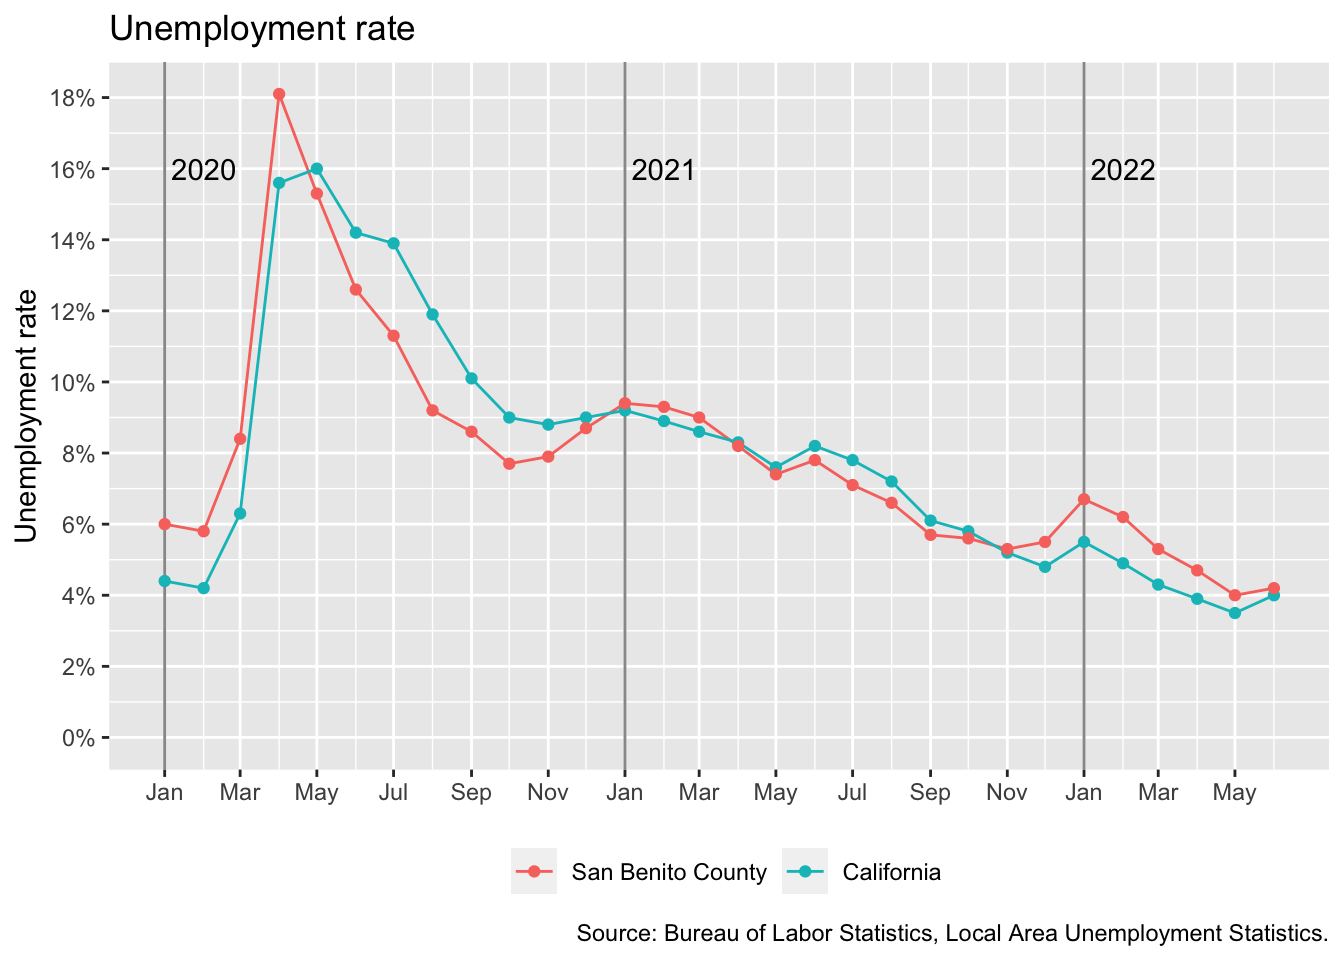 Unemployment rate
Unemployment rate
18%
16%
14%
12%
10%
8%
6%
4%
2%
0%
2020
2021
2022
Jan Mar May Jul Sep Nov Jan Mar May Jul Sep Nov Jan Mar May
San Benito County California
Source: Bureau of Labor Statistics, Local Area Unemployment Statistics.